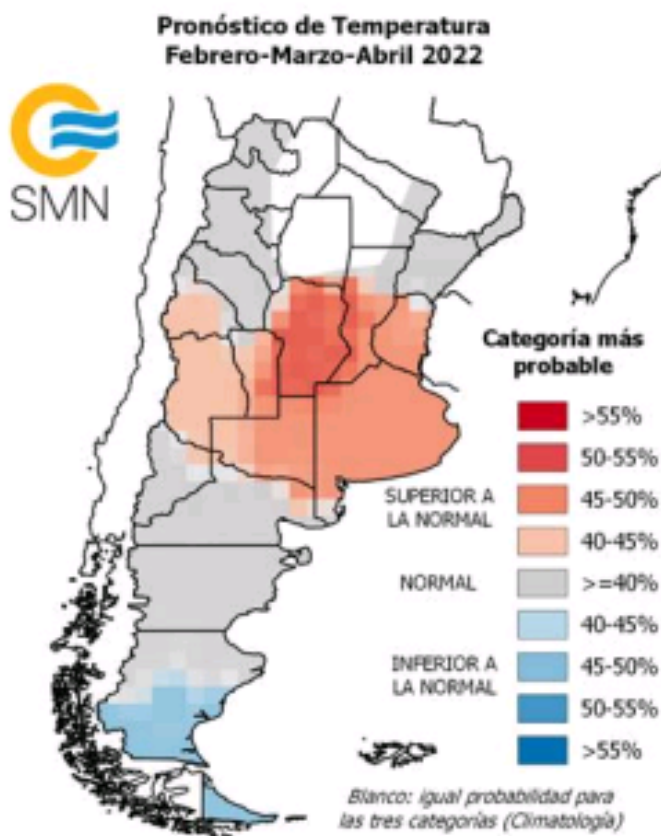 Pronóstico de Temperatura
Febrero-Marzo-Abril 2022
SMN
Categoría más
probable
>55%
50-55%
SUPERIOR A
LA NORMAL
45-50%
40-45%
NORMAL
>=40%
40-45%
INFERIOR A
LA NORMAL
45-50%
50-55%
>55%
Blanco: igual probabilidad para
las tres categorías (Climatología)